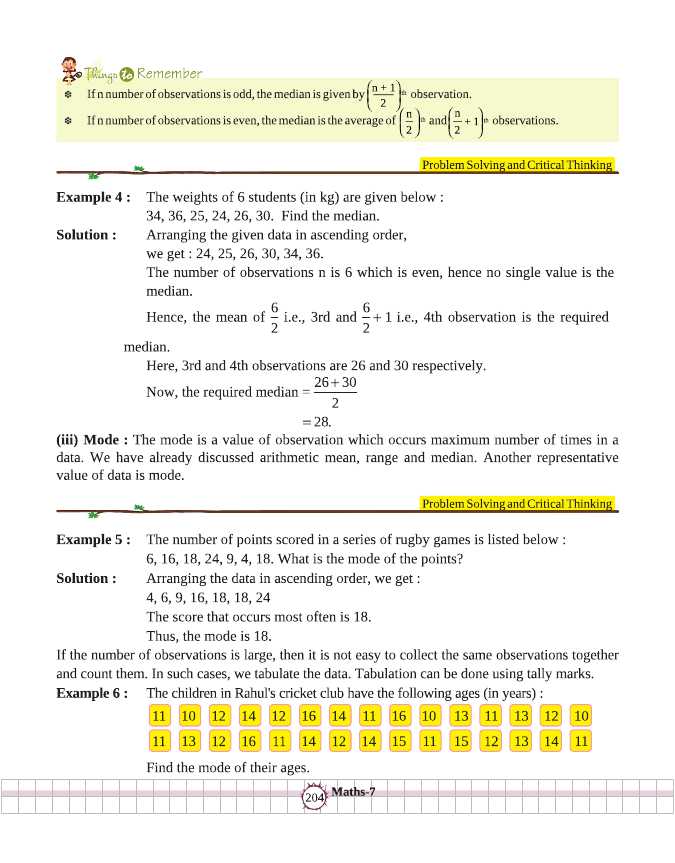 Things to Remember
❉ If n number of observations is odd, the median is given by ((n + 1)/2)th observation.
❉ If n number of observations is even, the median is the average of (n/2)th and (n/2 + 1)th observations.
Problem Solving and Critical Thinking
Example 4 : The weights of 6 students (in kg) are given below :
34, 36, 25, 24, 26, 30. Find the median.
Solution : Arranging the given data in ascending order,
we get : 24, 25, 26, 30, 34, 36.
The number of observations n is 6 which is even, hence no single value is the
median.
Hence, the mean of 6/2 i.e., 3rd and 6/2 + 1 i.e., 4th observation is the required
median.
Here, 3rd and 4th observations are 26 and 30 respectively.
Now, the required median = (26 + 30)/2
= 28.
(iii) Mode : The mode is a value of observation which occurs maximum number of times in a
data. We have already discussed arithmetic mean, range and median. Another representative
value of data is mode.
Problem Solving and Critical Thinking
Example 5 : The number of points scored in a series of rugby games is listed below :
6, 16, 18, 24, 9, 4, 18. What is the mode of the points?
Solution : Arranging the data in ascending order, we get :
4, 6, 9, 16, 18, 18, 24
The score that occurs most often is 18.
Thus, the mode is 18.
If the number of observations is large, then it is not easy to collect the same observations together
and count them. In such cases, we tabulate the data. Tabulation can be done using tally marks.
Example 6 : The children in Rahul's cricket club have the following ages (in years) :
11 10 12 14 12 16 14 11 16 10 13 11 13 12 10
11 13 12 16 11 14 12 14 15 11 15 12 13 14 11
Find the mode of their ages.
204 Maths-7